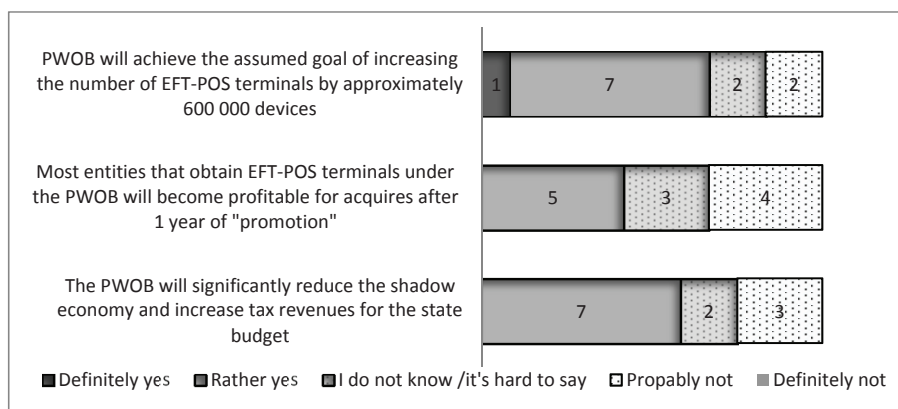 PWOB will achieve the assumed goal of increasing
the number of EFT-POS terminals by approximately
600 000 devices
1 7 2 2
Most entities that obtain EFT-POS terminals under
the PWOB will become profitable for acquires after
1 year of "promotion"
5 3 4
The PWOB will significantly reduce the shadow
economy and increase tax revenues for the state
budget
7 2 3
Definitely yes Rather yes I do not know /it's hard to say Propably not Definitely not